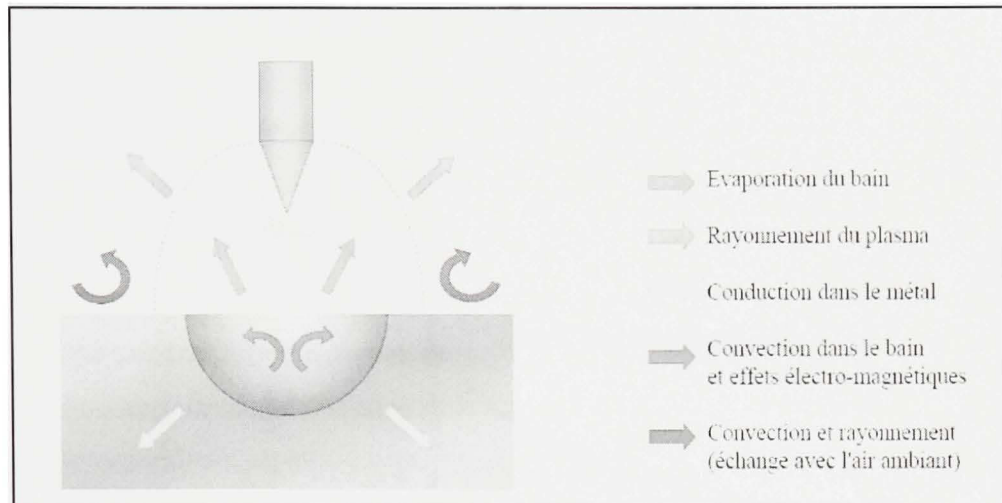 Evaporation du bain
Rayonnement du plasma
Conduction dans le métal
Convection dans le bain
et effets électro-magnétiques
Convection et rayonnement
(échange avec l'air ambiant)